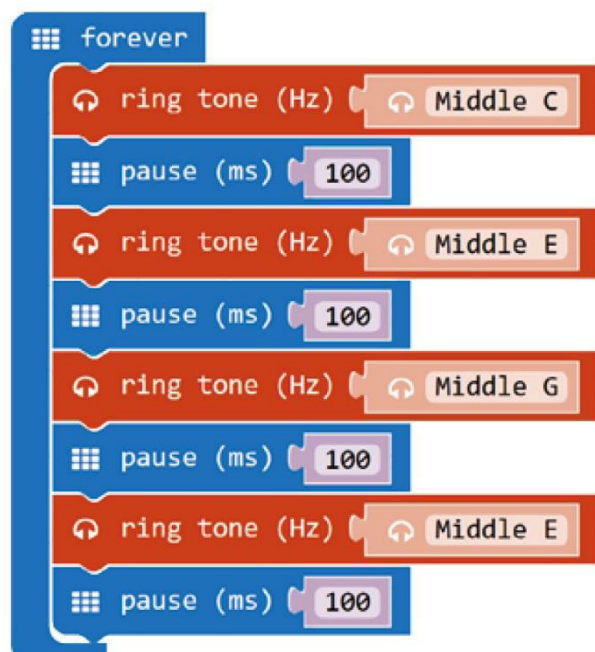 forever
ring tone (Hz) Middle C
pause (ms) 100
ring tone (Hz) Middle E
pause (ms) 100
ring tone (Hz) Middle G
pause (ms) 100
ring tone (Hz) Middle E
pause (ms) 100